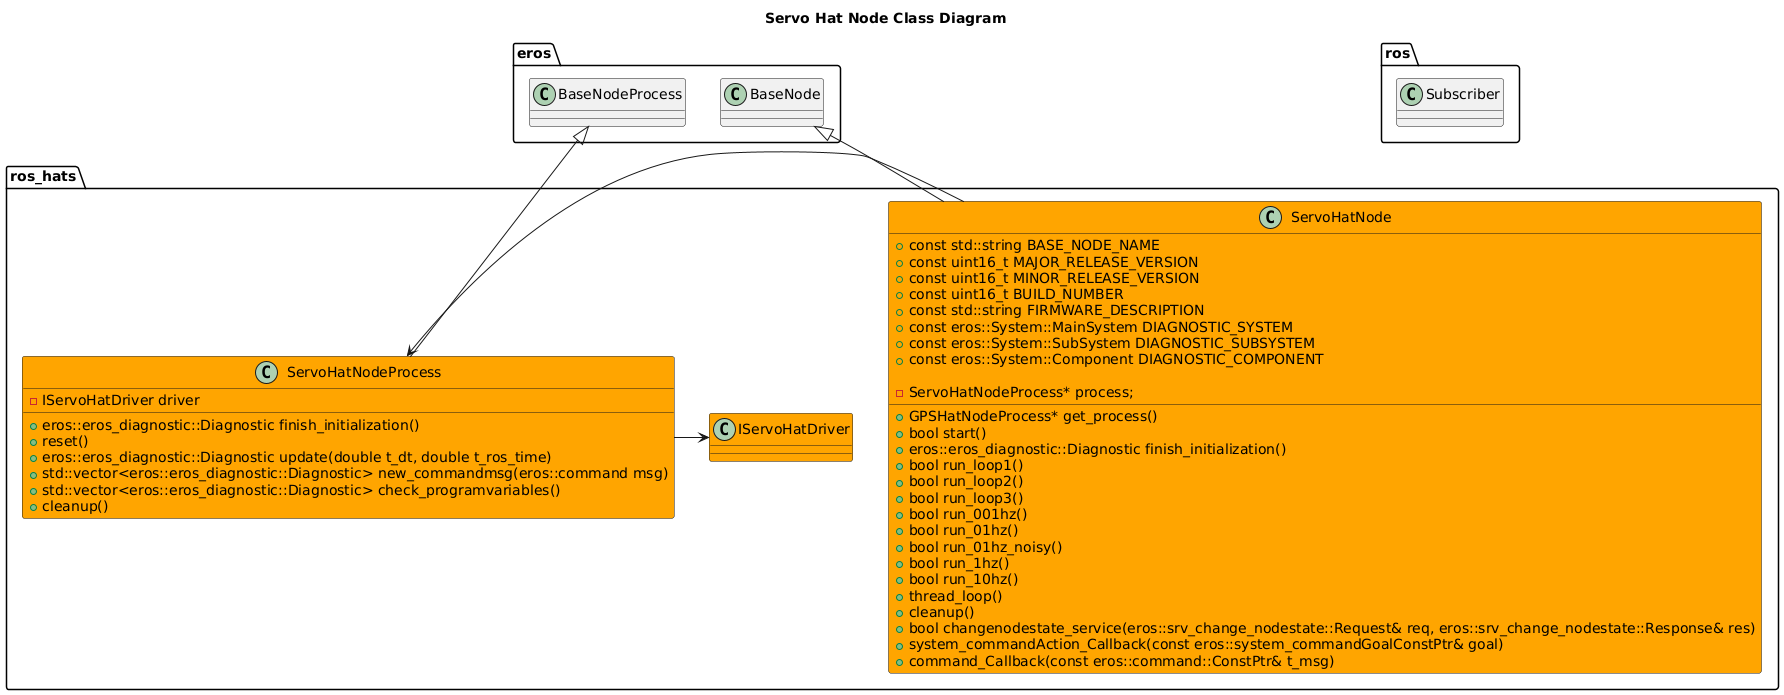 Servo Hat Node Class Diagram
eros
C BaseNodeProcess
C BaseNode
ros
C Subscriber
ros_hats
C ServoHatNodeProcess
IServoHatDriver driver
eros::eros_diagnostic::Diagnostic finish_initialization()
reset()
eros::eros_diagnostic::Diagnostic update(double t_dt, double t_ros_time)
std::vector<eros::eros_diagnostic::Diagnostic> new_commandmsg(eros::command msg)
std::vector<eros::eros_diagnostic::Diagnostic> check_programvariables()
cleanup()
C IServoHatDriver
C ServoHatNode
const std::string BASE_NODE_NAME
const uint16_t MAJOR_RELEASE_VERSION
const uint16_t MINOR_RELEASE_VERSION
const uint16_t BUILD_NUMBER
const std::string FIRMWARE_DESCRIPTION
const eros::System::MainSystem DIAGNOSTIC_SYSTEM
const eros::System::SubSystem DIAGNOSTIC_SUBSYSTEM
const eros::System::Component DIAGNOSTIC_COMPONENT
ServoHatNodeProcess* process;
GPSHatNodeProcess* get_process()
bool start()
eros::eros_diagnostic::Diagnostic finish_initialization()
bool run_loop1()
bool run_loop2()
bool run_loop3()
bool run_001hz()
bool run_01hz()
bool run_01hz_noisy()
bool run_1hz()
bool run_10hz()
thread_loop()
cleanup()
bool changenodestate_service(eros::srv_change_nodestate::Request& req, eros::srv_change_nodestate::Response& res)
system_commandAction_Callback(const eros::system_commandGoalConstPtr& goal)
command_Callback(const eros::command::ConstPtr& t_msg)